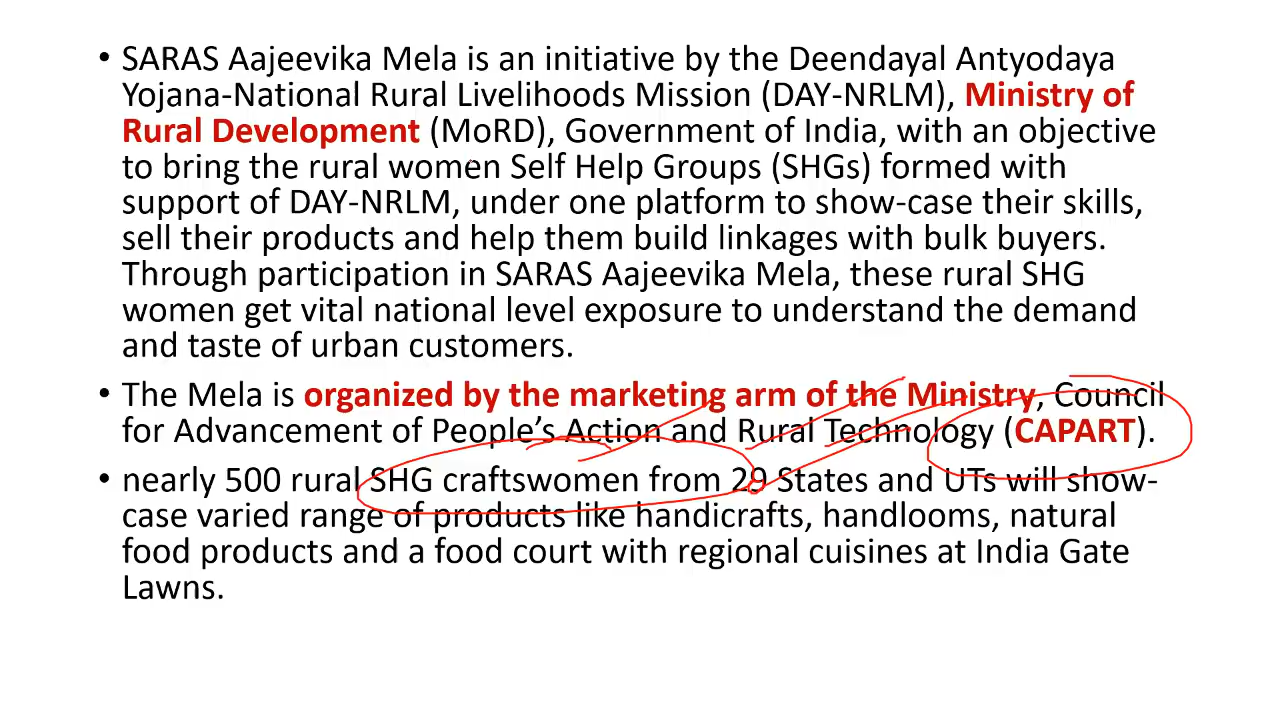 • SARAS Aajeevika Mela is an initiative by the Deendayal Antyodaya
Yojana-National Rural Livelihoods Mission (DAY-NRLM), Ministry of
Rural Development (MoRD), Government of India, with an objective
to bring the rural women Self Help Groups (SHGs) formed with
support of DAY-NRLM, under one platform to show-case their skills,
sell their products and help them build linkages with bulk buyers.
Through participation in SARAS Aajeevika Mela, these rural SHG
women get vital national level exposure to understand the demand
and taste of urban customers.
• The Mela is organized by the marketing arm of the Ministry, Council
for Advancement of People's Action and Rural Technology (CAPART).
• nearly 500 rural SHG craftswomen from 29 States and UTs will show-
case varied range of products like handicrafts, handlooms, natural
food products and a food court with regional cuisines at India Gate
Lawns.